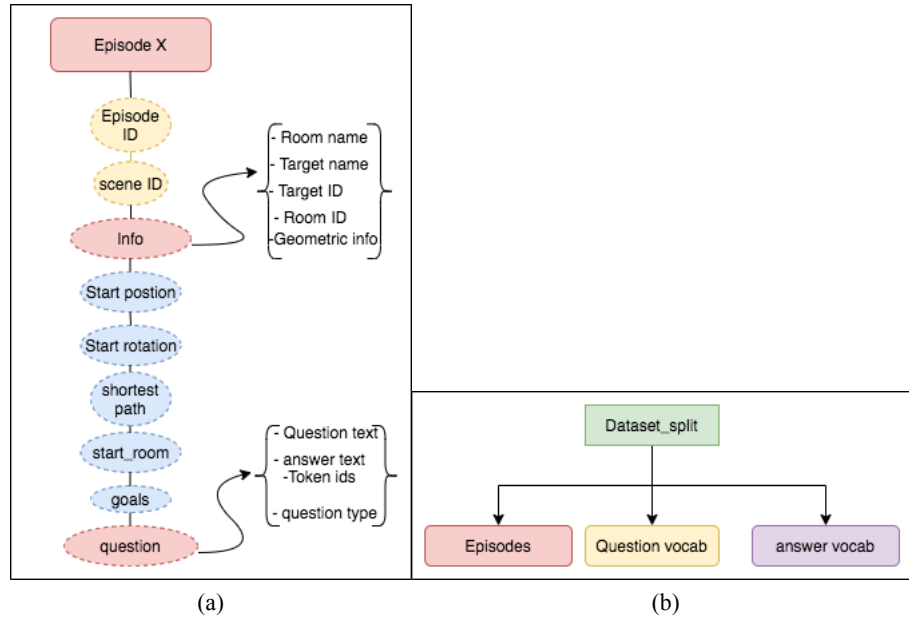 Episode X
Episode
ID
scene ID
Info
- Room name
- Target name
- Target ID
- Room ID
-Geometric info
Start postion
Start rotation
shortest
path
start_room
goals
question
- Question text
- answer text
-Token ids
- question type
(a)
Dataset_split
Episodes
Question vocab
answer vocab
(b)